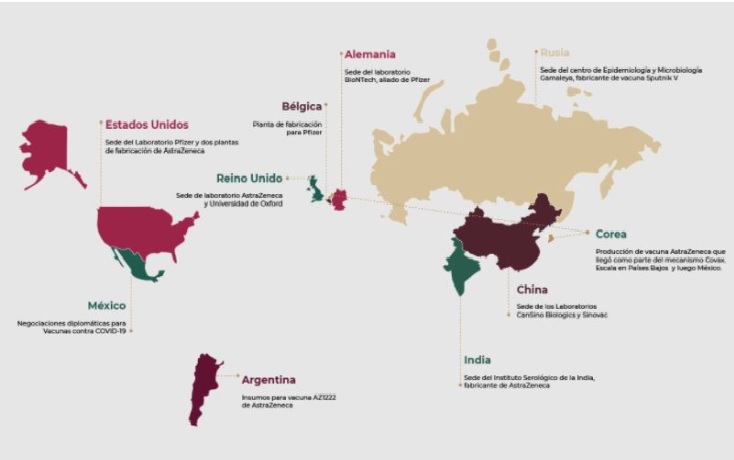 Alemania
Sede del laboratorio
BioNTech, aliado de Pfizer
Rusia
Sede del centro de Epidemiología y Microbiología
Gamaleya, fabricante de vacuna Sputnik V
Bélgica
Planta de fabricación
para Pfizer
Estados Unidos
Sede del Laboratorio Pfizer y dos plantas
de fabricación de AstraZeneca
Reino Unido
Sede de laboratorio AstraZeneca
y Universidad de Oxford
Corea
Producción de vacuna AstraZeneca que
llegó como parte del mecanismo Covax.
Escala en Países Bajos y luego México.
China
Sede de los Laboratorios
CanSino Biologics y Sinovac
México
Negociaciones diplomáticas para
Vacunas contra COVID-19
India
Sede del Instituto Serológico de la India,
fabricante de AstraZeneca
Argentina
Insumos para vacuna AZ1222
de AstraZeneca